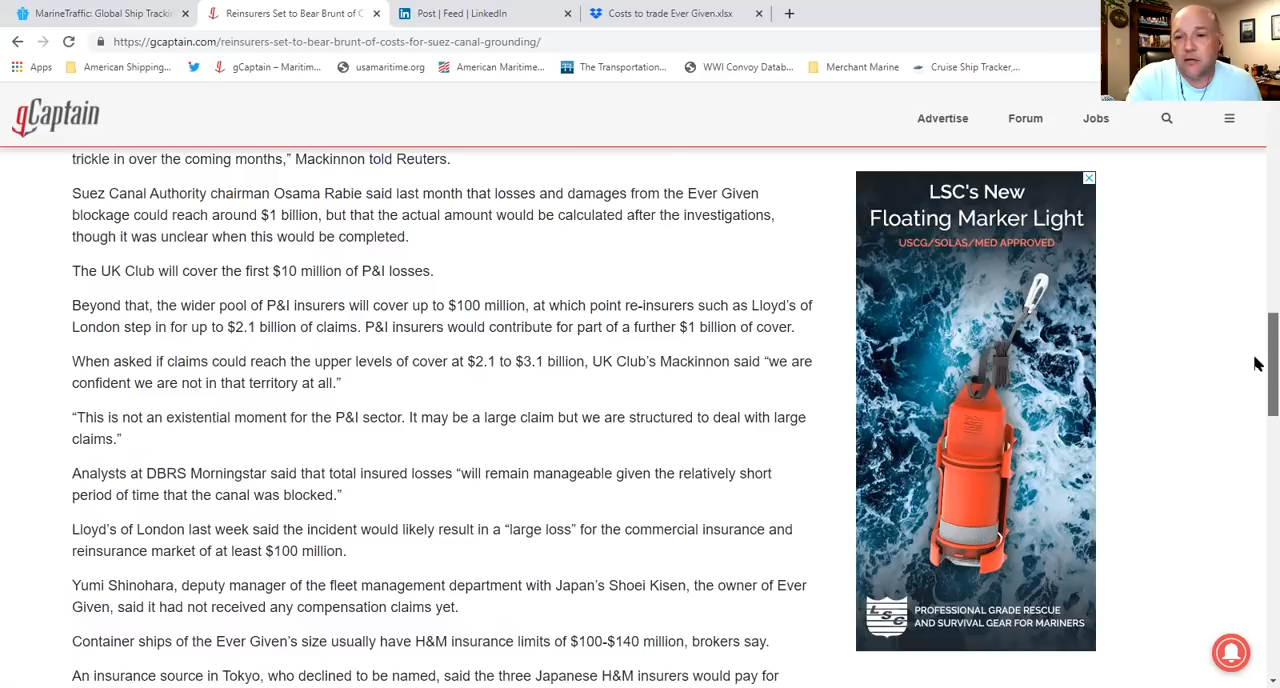 MarineTraffic: Global Ship Trackin
Reinsurers Set to Bear Brunt of C
Post | Feed | LinkedIn
Costs to trade Ever Given.xlsx
https://gcaptain.com/reinsurers-set-to-bear-brunt-of-costs-for-suez-canal-grounding/
Apps
American Shipping...
gCaptain – Maritim...
usamaritime.org
American Maritime...
The Transportation...
WWI Convoy Datab...
Merchant Marine
Cruise Ship Tracker,...
gCaptain
Advertise
Forum
Jobs
trickle in over the coming months,” Mackinnon told Reuters.
Suez Canal Authority chairman Osama Rabie said last month that losses and damages from the Ever Given
blockage could reach around $1 billion, but that the actual amount would be calculated after the investigations,
though it was unclear when this would be completed.
The UK Club will cover the first $10 million of P&I losses.
Beyond that, the wider pool of P&I insurers will cover up to $100 million, at which point re-insurers such as Lloyd’s of
London step in for up to $2.1 billion of claims. P&I insurers would contribute for part of a further $1 billion of cover.
When asked if claims could reach the upper levels of cover at $2.1 to $3.1 billion, UK Club’s Mackinnon said “we are
confident we are not in that territory at all.”
“This is not an existential moment for the P&I sector. It may be a large claim but we are structured to deal with large
claims.”
Analysts at DBRS Morningstar said that total insured losses “will remain manageable given the relatively short
period of time that the canal was blocked.”
Lloyd’s of London last week said the incident would likely result in a “large loss” for the commercial insurance and
reinsurance market of at least $100 million.
Yumi Shinohara, deputy manager of the fleet management department with Japan’s Shoei Kisen, the owner of Ever
Given, said it had not received any compensation claims yet.
Container ships of the Ever Given’s size usually have H&M insurance limits of $100-$140 million, brokers say.
An insurance source in Tokyo, who declined to be named, said the three Japanese H&M insurers would pay for
LSC's New
Floating Marker Light
USCG/SOLAS/MED APPROVED
LSC
PROFESSIONAL GRADE RESCUE
AND SURVIVAL GEAR FOR MARINERS